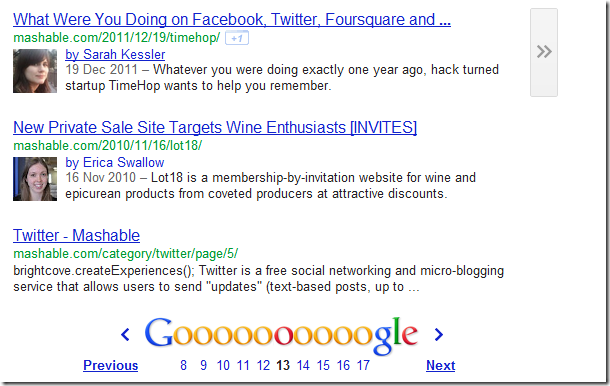 What Were You Doing on Facebook, Twitter, Foursquare and ...
mashable.com/2011/12/19/timehop/ +1
by Sarah Kessler
19 Dec 2011 – Whatever you were doing exactly one year ago, hack turned
startup TimeHop wants to help you remember.
»
New Private Sale Site Targets Wine Enthusiasts [INVITES]
mashable.com/2010/11/16/lot18/
by Erica Swallow
16 Nov 2010 – Lot18 is a membership-by-invitation website for wine and
epicurean products from coveted producers at attractive discounts.
Twitter - Mashable
mashable.com/category/twitter/page/5/
brightcove.createExperiences(); Twitter is a free social networking and micro-blogging
service that allows users to send "updates" (text-based posts, up to ...
‹ Goooooooooogle ›
Previous 8 9 10 11 12 13 14 15 16 17 Next